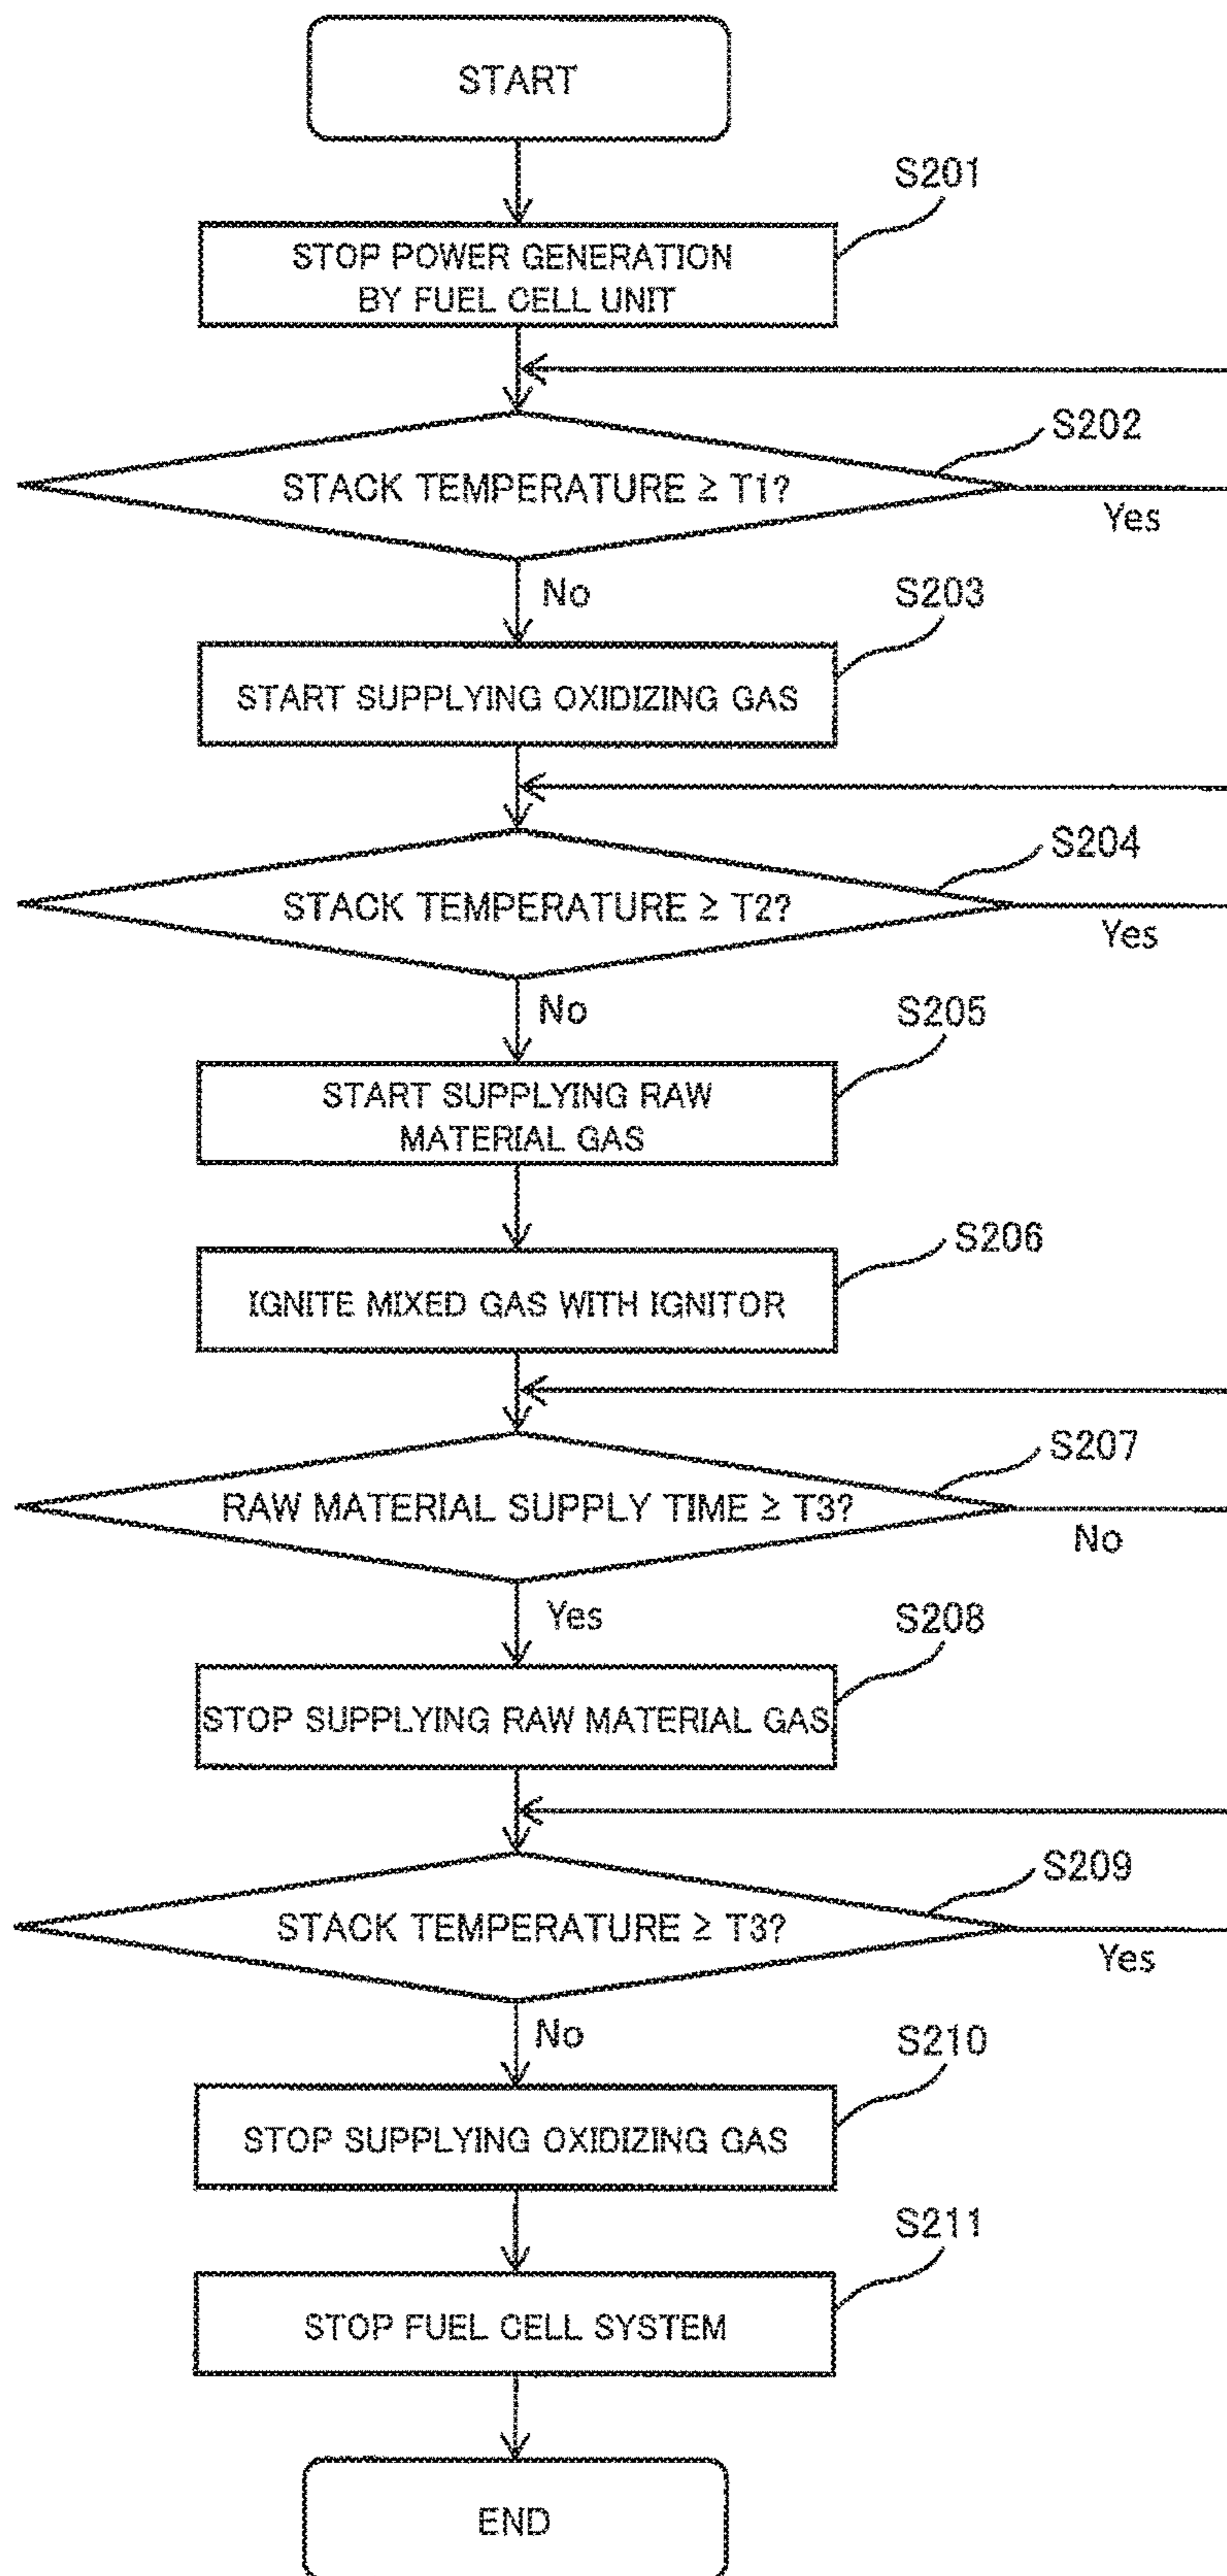 START
S201
STOP POWER GENERATION
BY FUEL CELL UNIT
S202
STACK TEMPERATURE ≥ T1?
Yes
No
S203
START SUPPLYING OXIDIZING GAS
S204
STACK TEMPERATURE ≥ T2?
Yes
No
S205
START SUPPLYING RAW
MATERIAL GAS
S206
IGNITE MIXED GAS WITH IGNITOR
S207
RAW MATERIAL SUPPLY TIME ≥ T3?
No
Yes
S208
STOP SUPPLYING RAW MATERIAL GAS
S209
STACK TEMPERATURE ≥ T3?
Yes
No
S210
STOP SUPPLYING OXIDIZING GAS
S211
STOP FUEL CELL SYSTEM
END